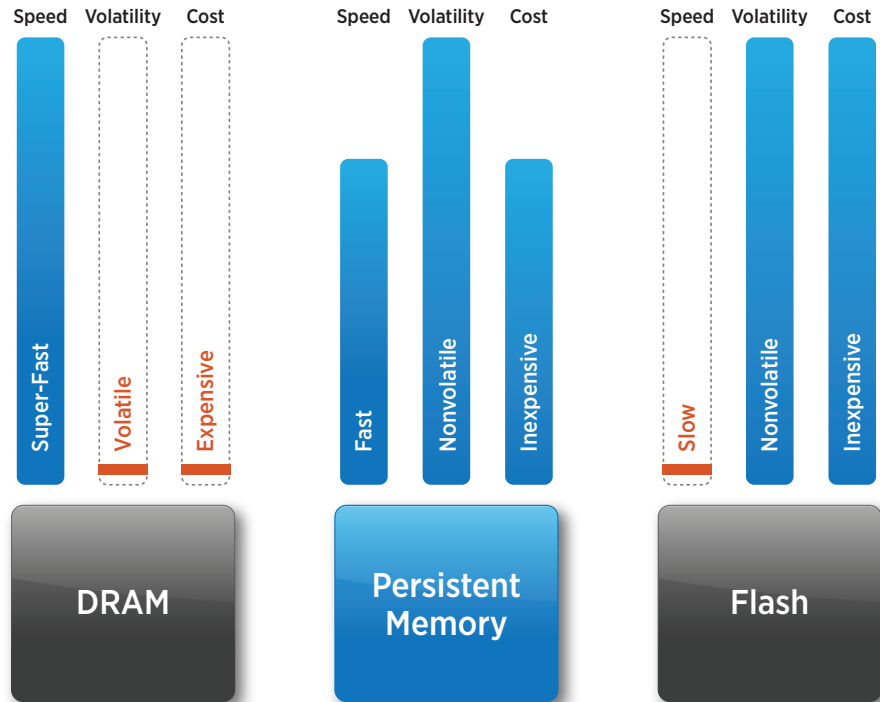 Speed Volatility Cost
Speed Volatility Cost
Speed Volatility Cost
Super-Fast
Volatile
Expensive
Fast
Nonvolatile
Inexpensive
Slow
Nonvolatile
Inexpensive
DRAM
Persistent
Memory
Flash